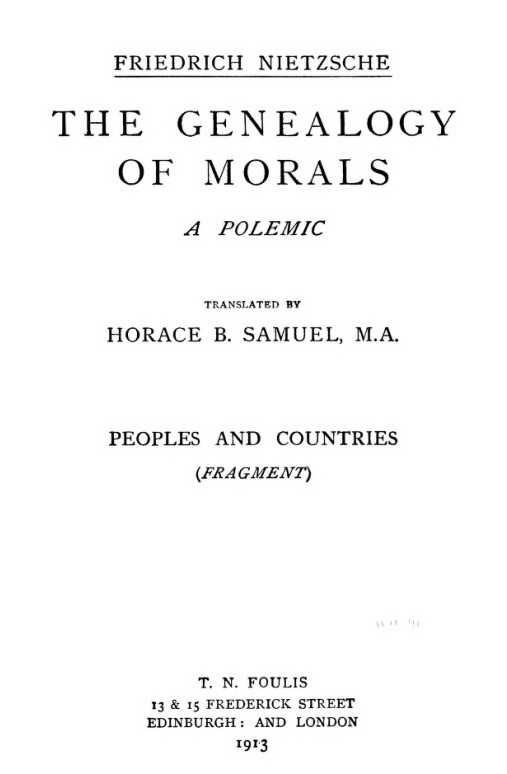 FRIEDRICH NIETZSCHE
THE GENEALOGY
OF MORALS
A POLEMIC
TRANSLATED BY
HORACE B. SAMUEL, M.A.
PEOPLES AND COUNTRIES
(FRAGMENT)
T. N. FOULIS
13 & 15 FREDERICK STREET
EDINBURGH: AND LONDON
1913